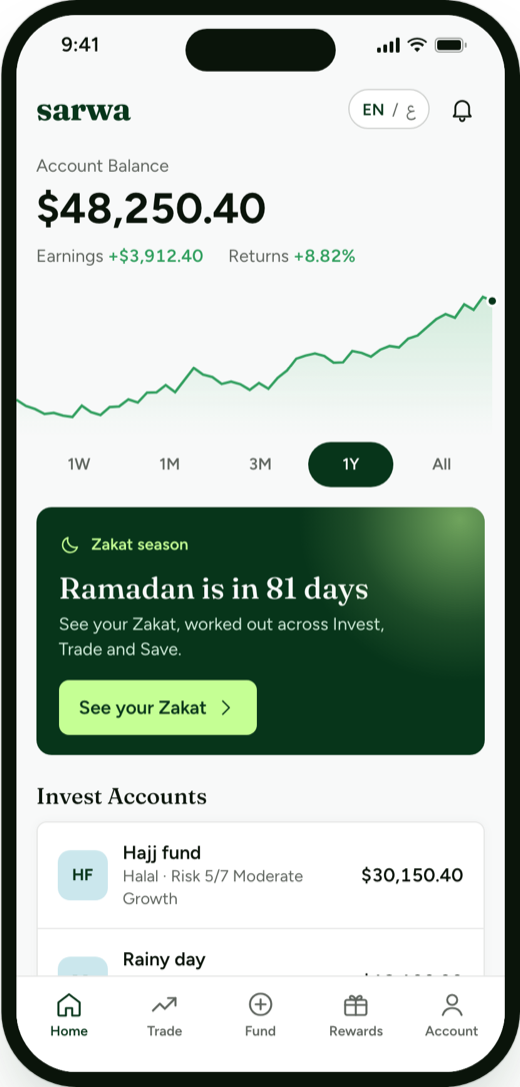 9:41
sarwa
EN / ع
Account Balance
$48,250.40
Earnings +$3,912.40 Returns +8.82%
1W 1M 3M 1Y All
Zakat season
Ramadan is in 81 days
See your Zakat, worked out across Invest,
Trade and Save.
See your Zakat
Invest Accounts
HF
Hajj fund
Halal · Risk 5/7 Moderate
Growth
$30,150.40
Rainy day
Home Trade Fund Rewards Account